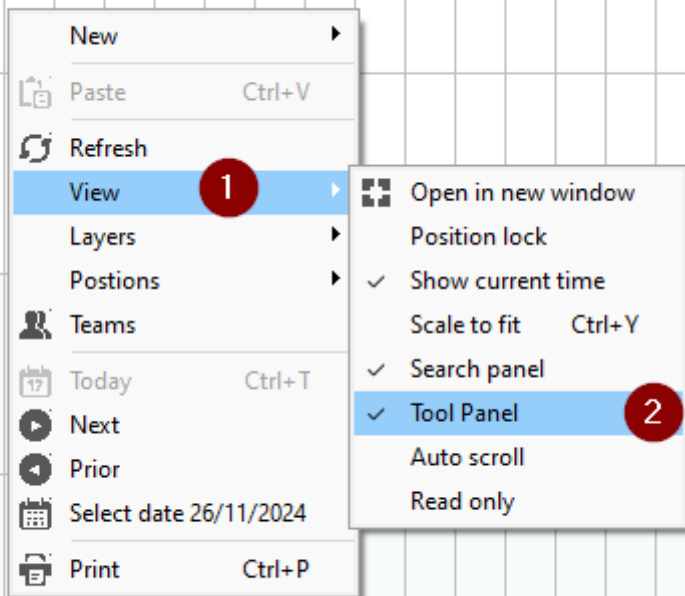 New
Paste Ctrl+V
Refresh
View 1
Layers
Postions
Teams
Today Ctrl+T
17
Next
Prior
Select date 26/11/2024
Print Ctrl+P
Open in new window
Position lock
Show current time
Scale to fit Ctrl+Y
Search panel
Tool Panel 2
Auto scroll
Read only